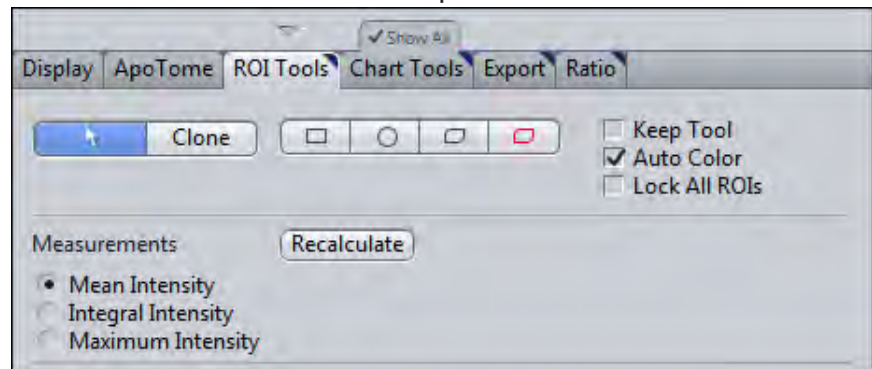 Show All
Display ApoTome ROI Tools Chart Tools Export Ratio
Clone
Keep Tool
Auto Color
Lock All ROIs
Measurements Recalculate
Mean Intensity
Integral Intensity
Maximum Intensity